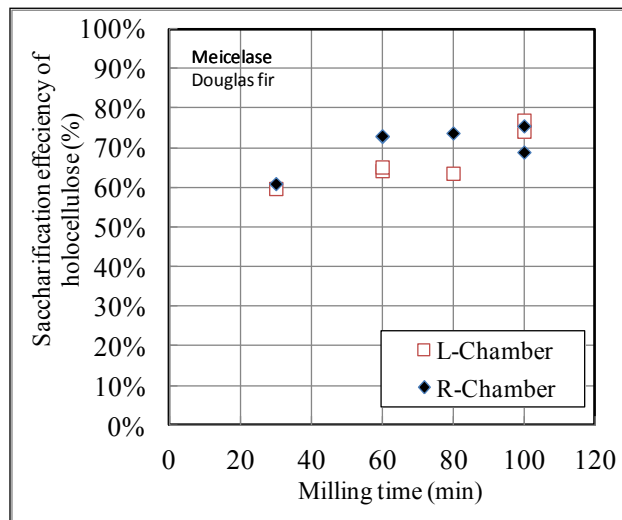 100%
90%
80%
70%
60%
50%
40%
30%
20%
10%
0%
Saccharification effeciency of
holocellulose (%)
Meicelase
Douglas fir
L-Chamber
R-Chamber
0 20 40 60 80 100 120
Milling time (min)